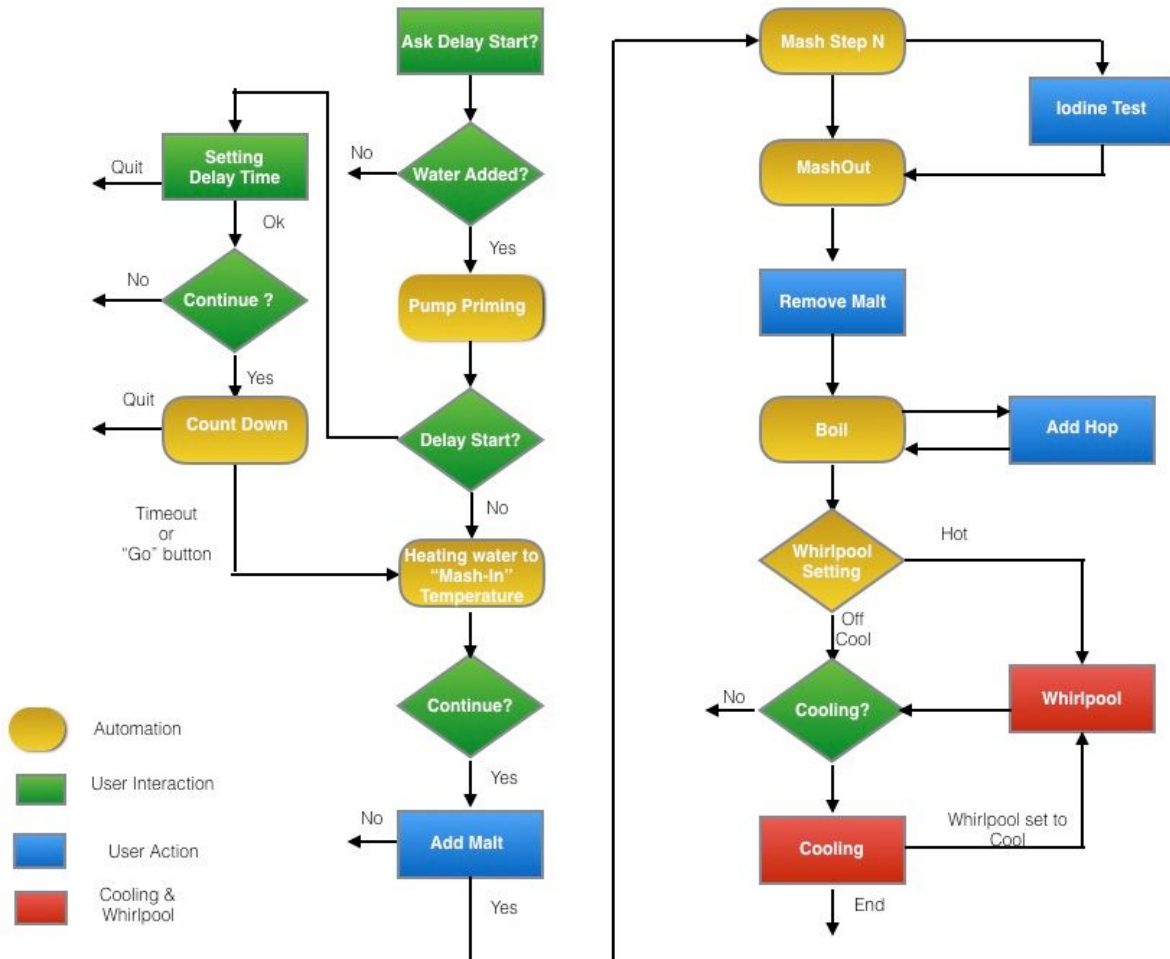 Ask Delay Start?
Water Added?
No
Yes
Pump Priming
Delay Start?
No
Setting
Delay Time
Quit
Ok
Continue ?
No
Yes
Count Down
Quit
Timeout
or
“Go” button
Heating water to
“Mash-In”
Temperature
Continue?
Yes
Add Malt
No
Yes
Automation
User Interaction
User Action
Cooling &
Whirlpool
Mash Step N
Iodine Test
MashOut
Remove Malt
Boil
Add Hop
Whirlpool
Setting
Hot
Off
Cool
Cooling?
No
Whirlpool
Cooling
Whirlpool set to
Cool
End